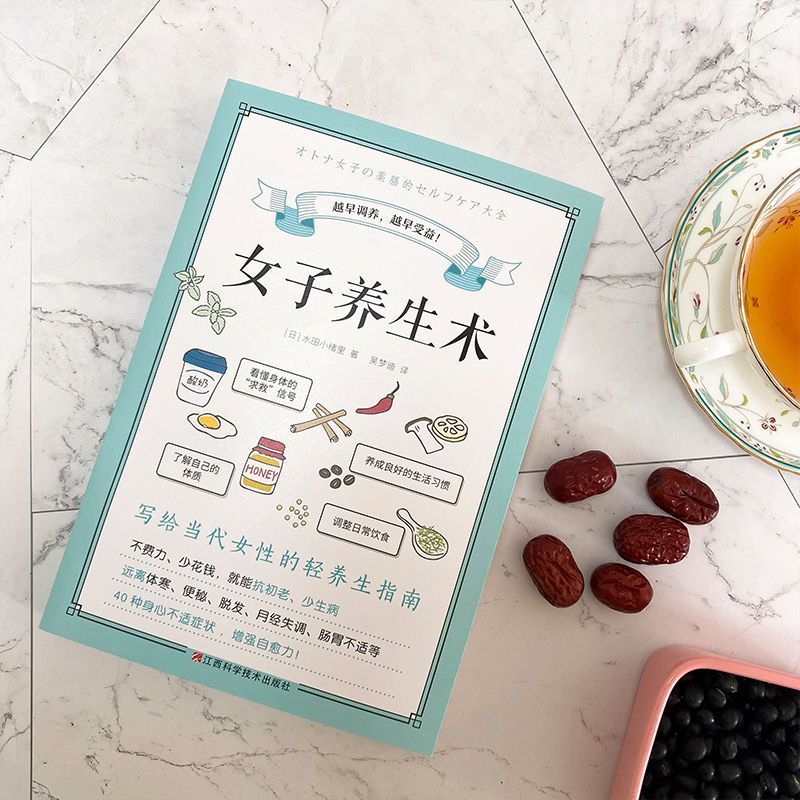 オトナ女子の薬膳的セルフケア大全
越早调养，越早受益！
女子养生术
[日] 水田小绪里 著 吴梦迪 译
酸奶
看懂身体的
“求救”信号
了解自己的
体质
HONEY
养成良好的生活习惯
调整日常饮食
写给当代女性的轻养生指南
不费力、少花钱，就能抗初老、少生病
远离体寒、便秘、脱发、月经失调、肠胃不适等
40 种身心不适症状，增强自愈力！
江西科学技术出版社